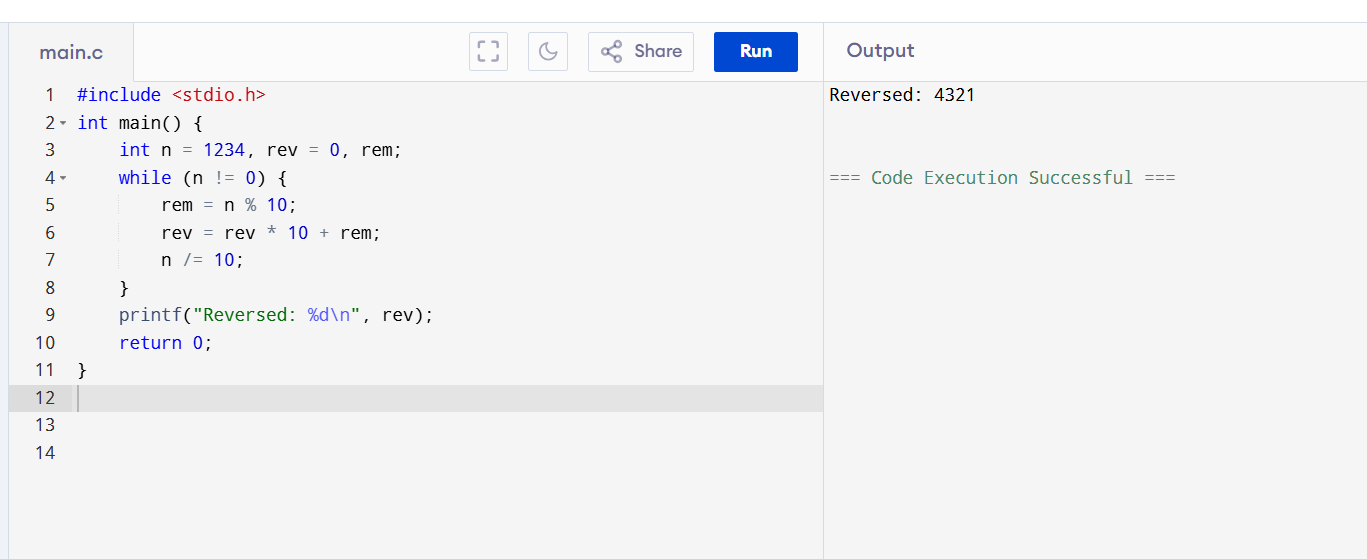 main.c
Share
Run
Output
1 #include <stdio.h>
2 int main() {
3     int n = 1234, rev = 0, rem;
4     while (n != 0) {
5         rem = n % 10;
6         rev = rev * 10 + rem;
7         n /= 10;
8     }
9     printf("Reversed: %d\n", rev);
10     return 0;
11 }
12
13
14
Reversed: 4321
=== Code Execution Successful ===